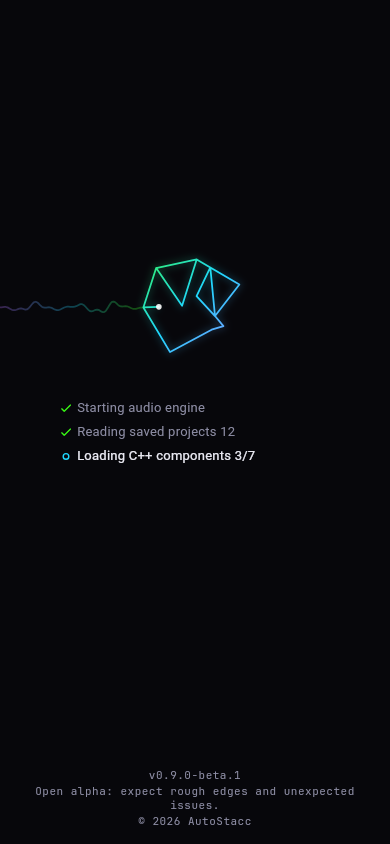 Starting audio engine
Reading saved projects 12
Loading C++ components 3/7
v0.9.0-beta.1
Open alpha: expect rough edges and unexpected
issues.
© 2026 AutoStacc